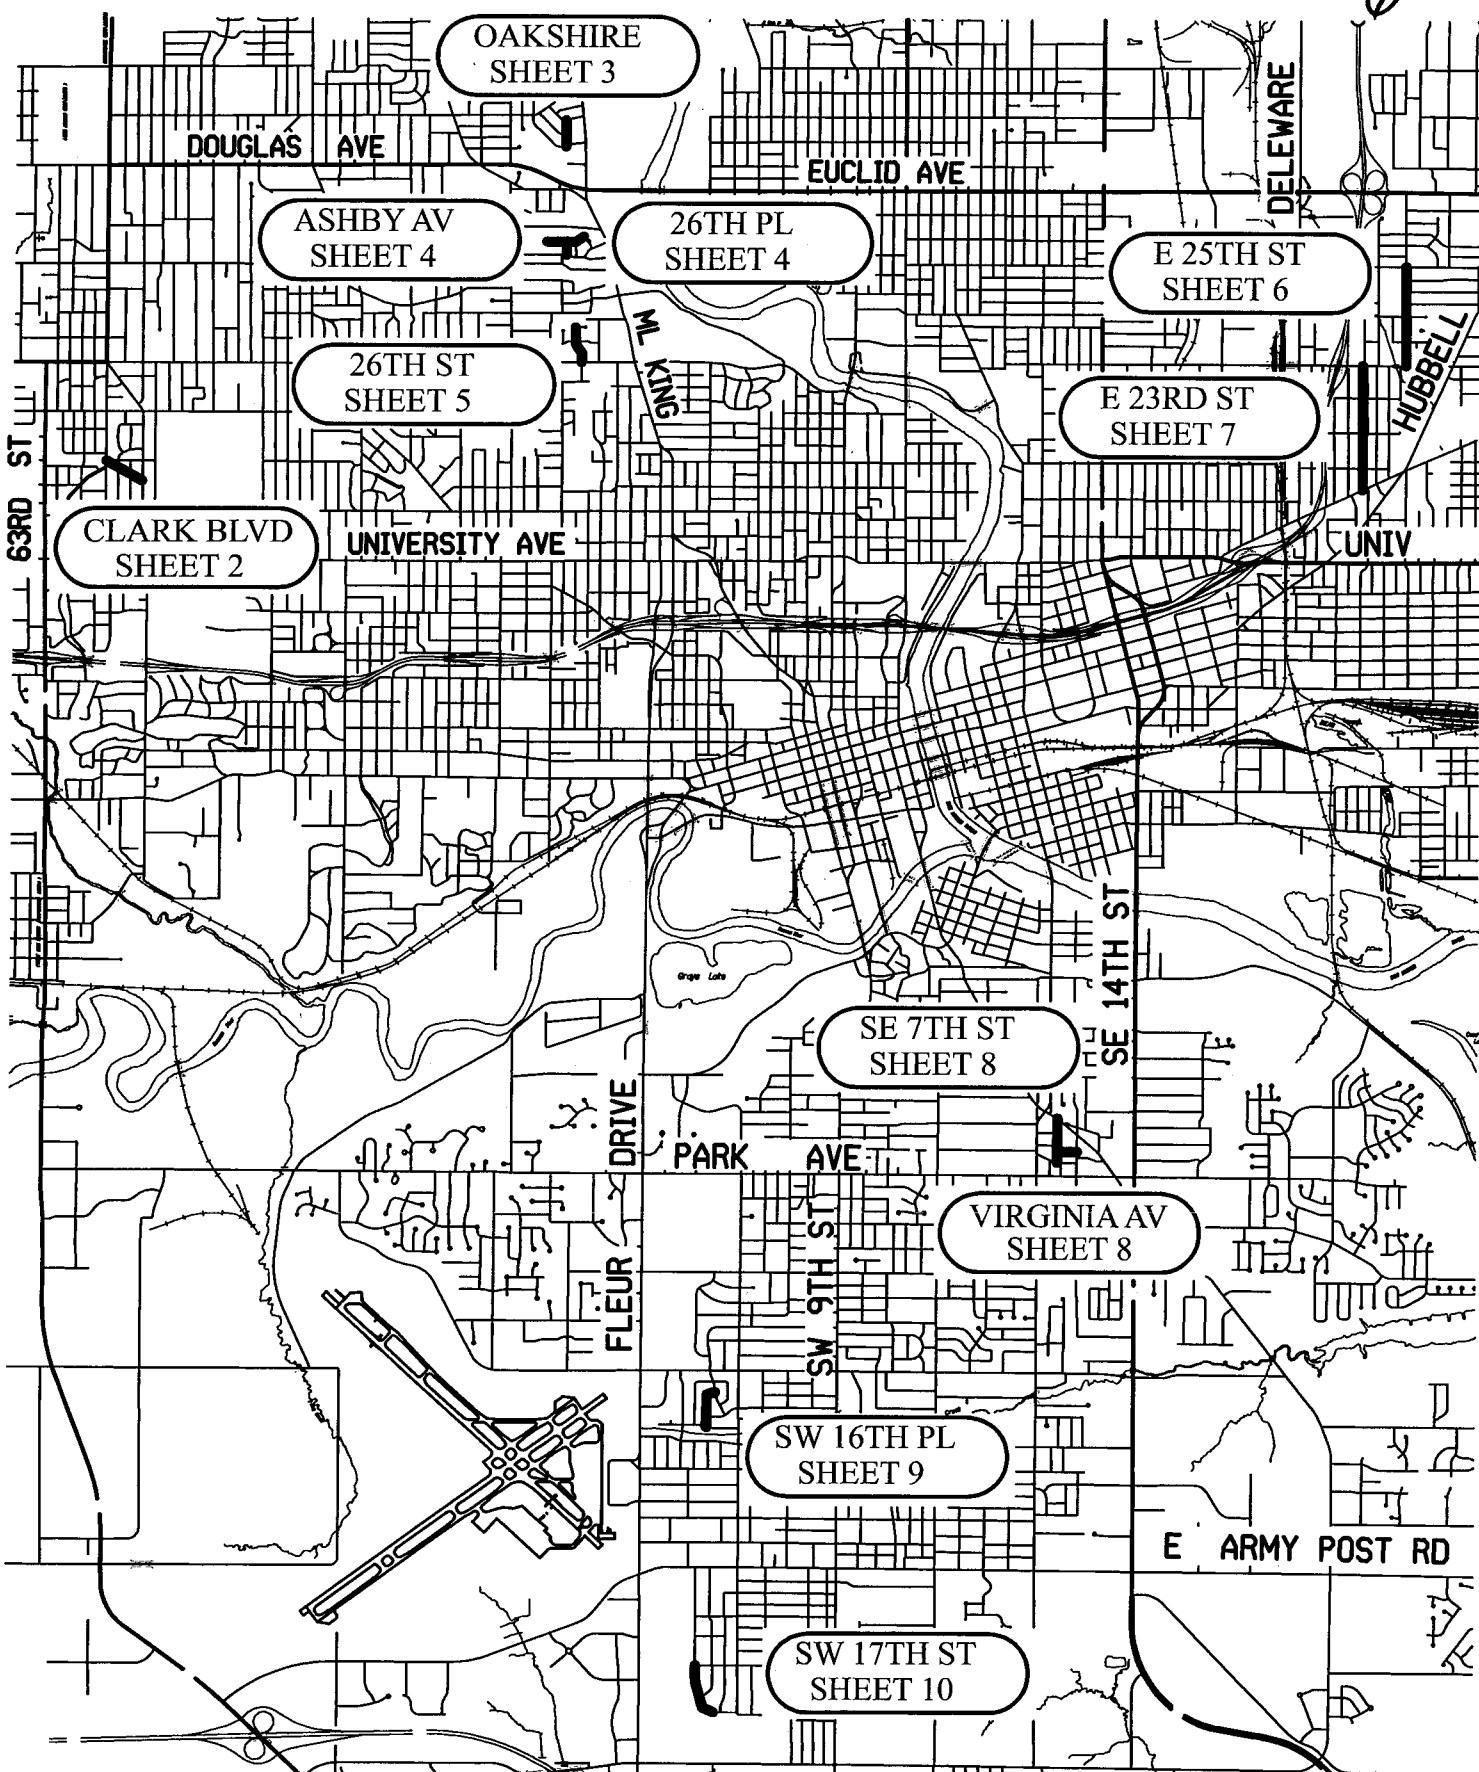 OAKSHIRE
SHEET 3
DOUGLAS AVE
EUCLID AVE
DELEWARE
ASHBY AV
SHEET 4
26TH PL
SHEET 4
E 25TH ST
SHEET 6
ML KING
26TH ST
SHEET 5
E 23RD ST
SHEET 7
HUBBELL
63RD ST
CLARK BLVD
SHEET 2
UNIVERSITY AVE
UNIV
Grays Lake
SE 14TH ST
SE 7TH ST
SHEET 8
FLEUR DRIVE
PARK AVE
VIRGINIA AV
SHEET 8
SW 9TH ST
SW 16TH PL
SHEET 9
E ARMY POST RD
SW 17TH ST
SHEET 10